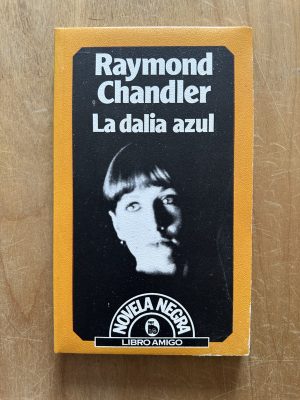 Raymond
Chandler
La dalia azul
NOVELA NEGRA
LIBRO AMIGO